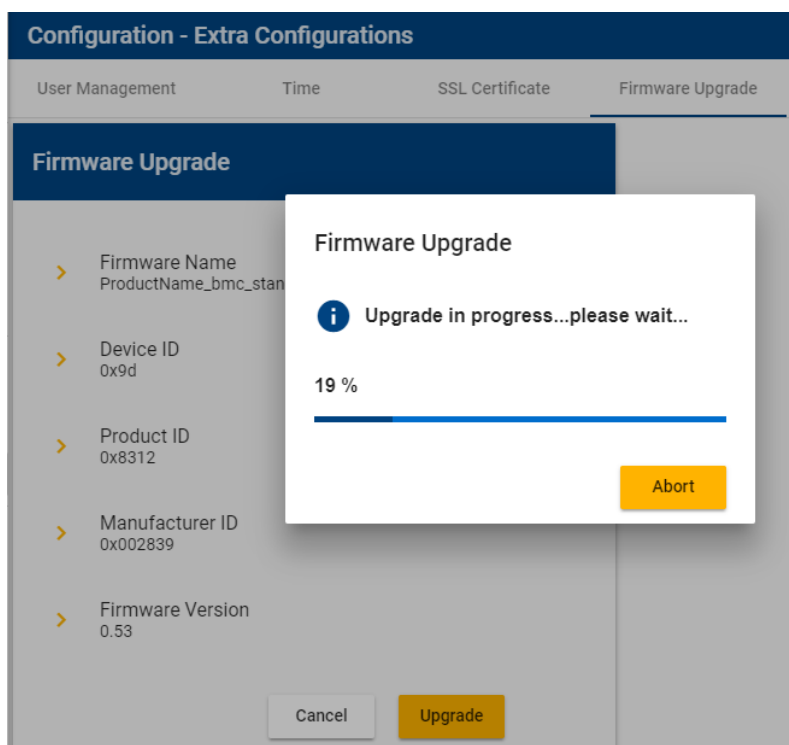 Configuration - Extra Configurations
User Management Time SSL Certificate Firmware Upgrade
Firmware Upgrade
Firmware Name
ProductName_bmc_stan
Device ID
0x9d
Product ID
0x8312
Manufacturer ID
0x002839
Firmware Version
0.53
Cancel Upgrade
Firmware Upgrade
Upgrade in progress...please wait...
19 %
Abort